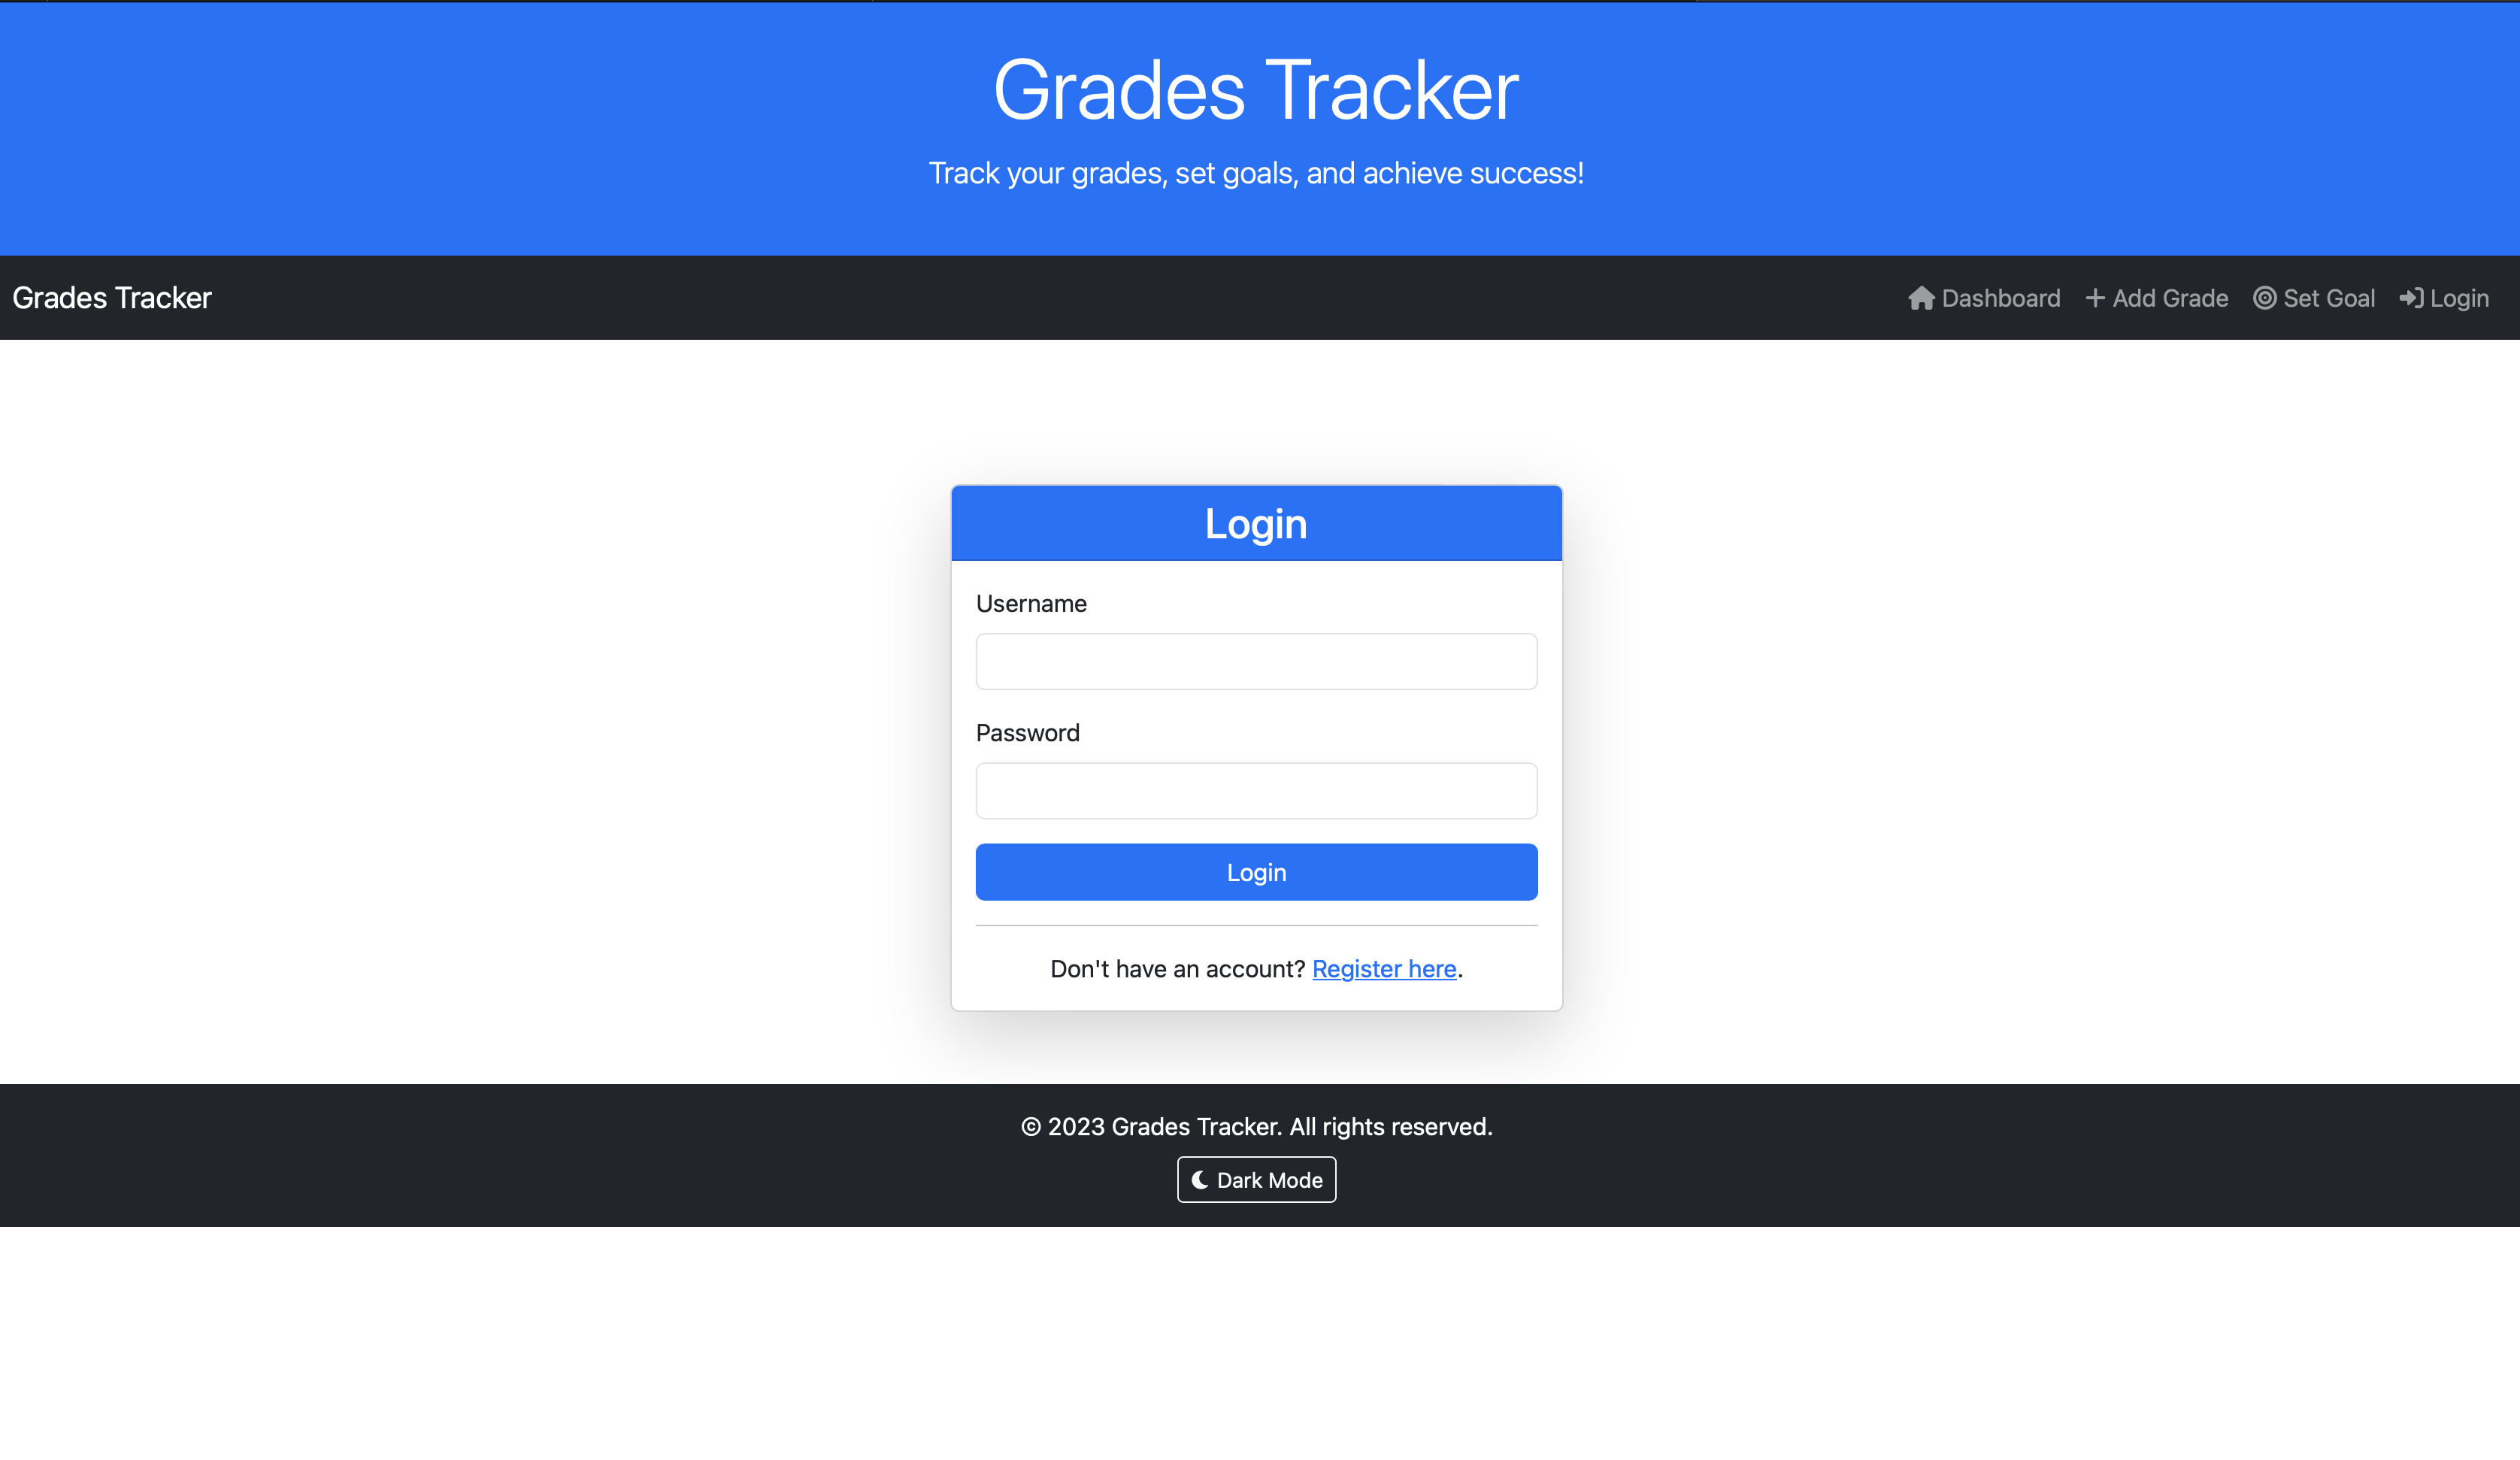 Grades Tracker
Track your grades, set goals, and achieve success!
Grades Tracker
Dashboard
Add Grade
Set Goal
Login
Login
Username
Password
Login
Don't have an account? Register here.
© 2023 Grades Tracker. All rights reserved.
Dark Mode